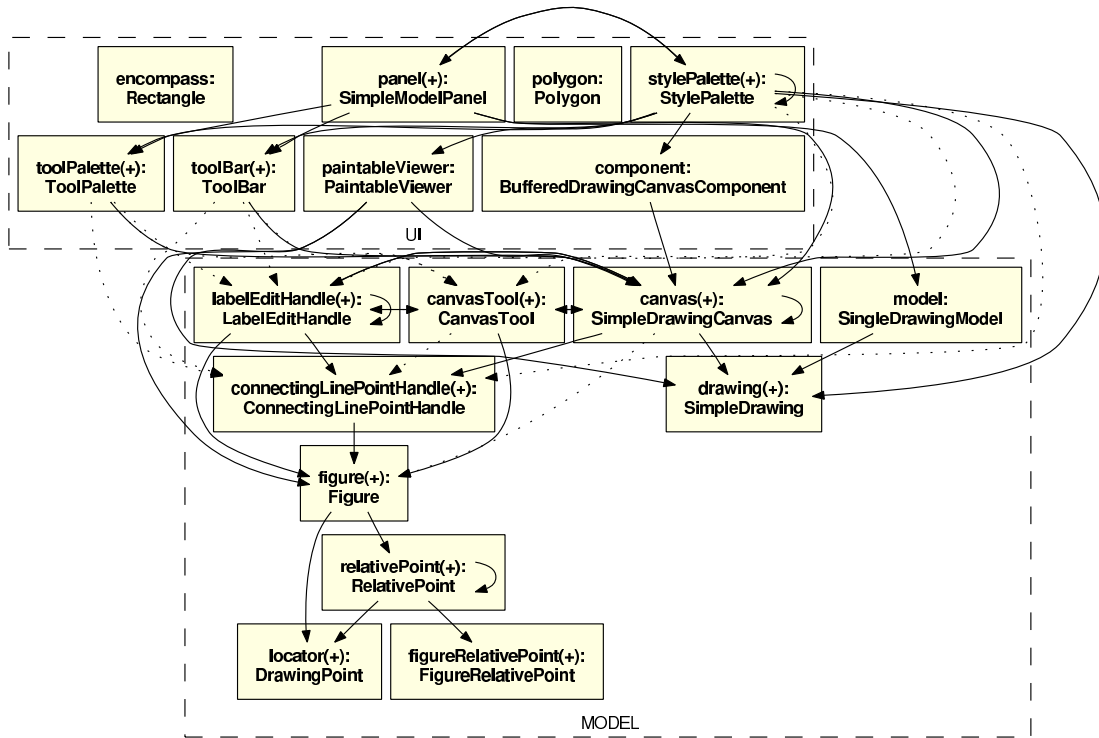 encompass:
Rectangle
panel(+):
SimpleModelPanel
polygon:
Polygon
stylePalette(+):
StylePalette
toolPalette(+):
ToolPalette
toolBar(+):
ToolBar
paintableViewer:
PaintableViewer
component:
BufferedDrawingCanvasComponent
UI
labelEditHandle(+):
LabelEditHandle
canvasTool(+):
CanvasTool
canvas(+):
SimpleDrawingCanvas
model:
SingleDrawingModel
connectingLinePointHandle(+):
ConnectingLinePointHandle
drawing(+):
SimpleDrawing
figure(+):
Figure
relativePoint(+):
RelativePoint
locator(+):
DrawingPoint
figureRelativePoint(+):
FigureRelativePoint
MODEL